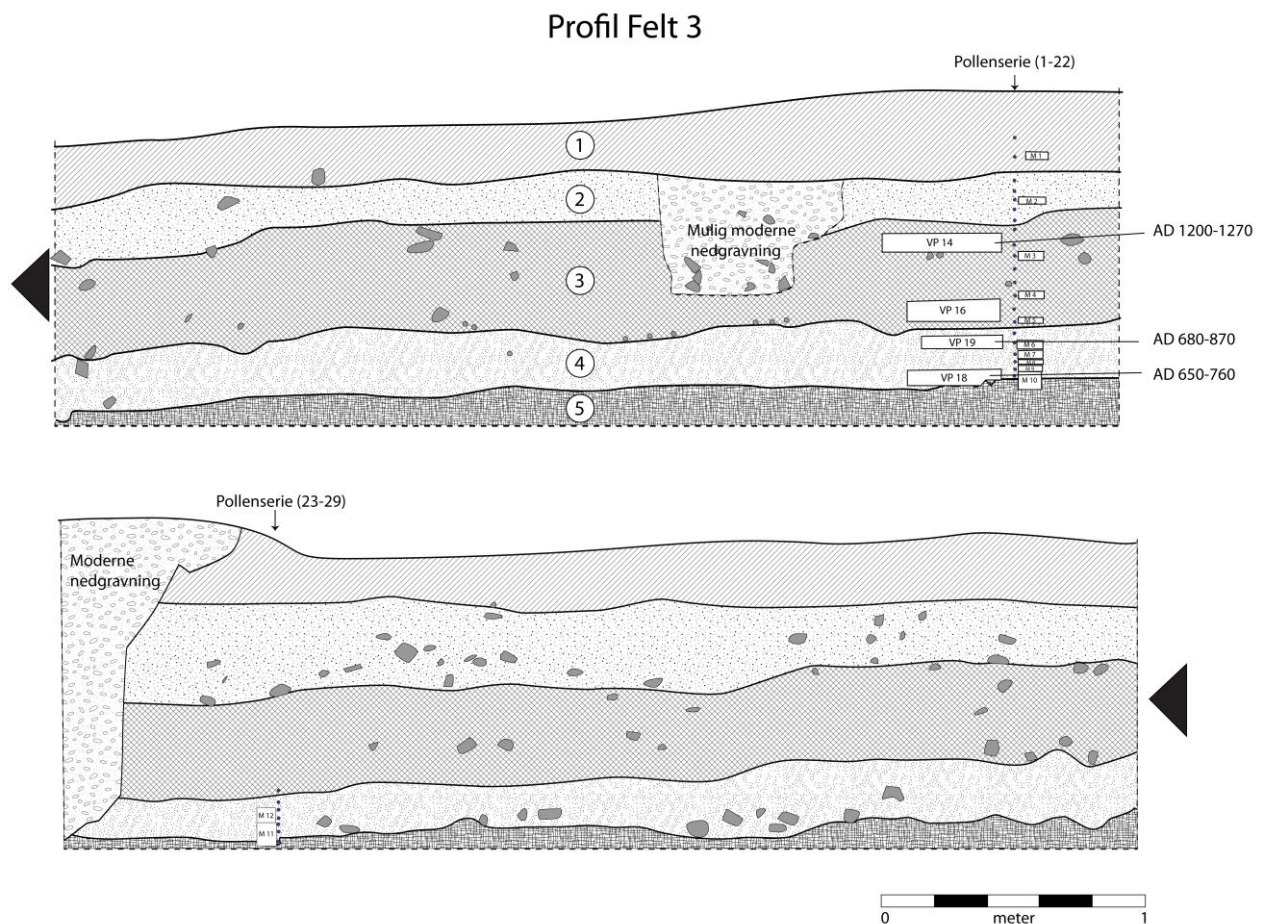 Profil Felt 3
Pollenserie (1-22)
1
M 1
2
M 2
Mulig moderne
nedgravning
VP 14
AD 1200-1270
M 3
3
M 4
VP 16
VP 19
M 6
AD 680-870
M 7
4
M 8
M 9
VP 18
M 10
AD 650-760
5
Pollenserie (23-29)
Moderne
nedgravning
M 12
M 11
0
meter
1